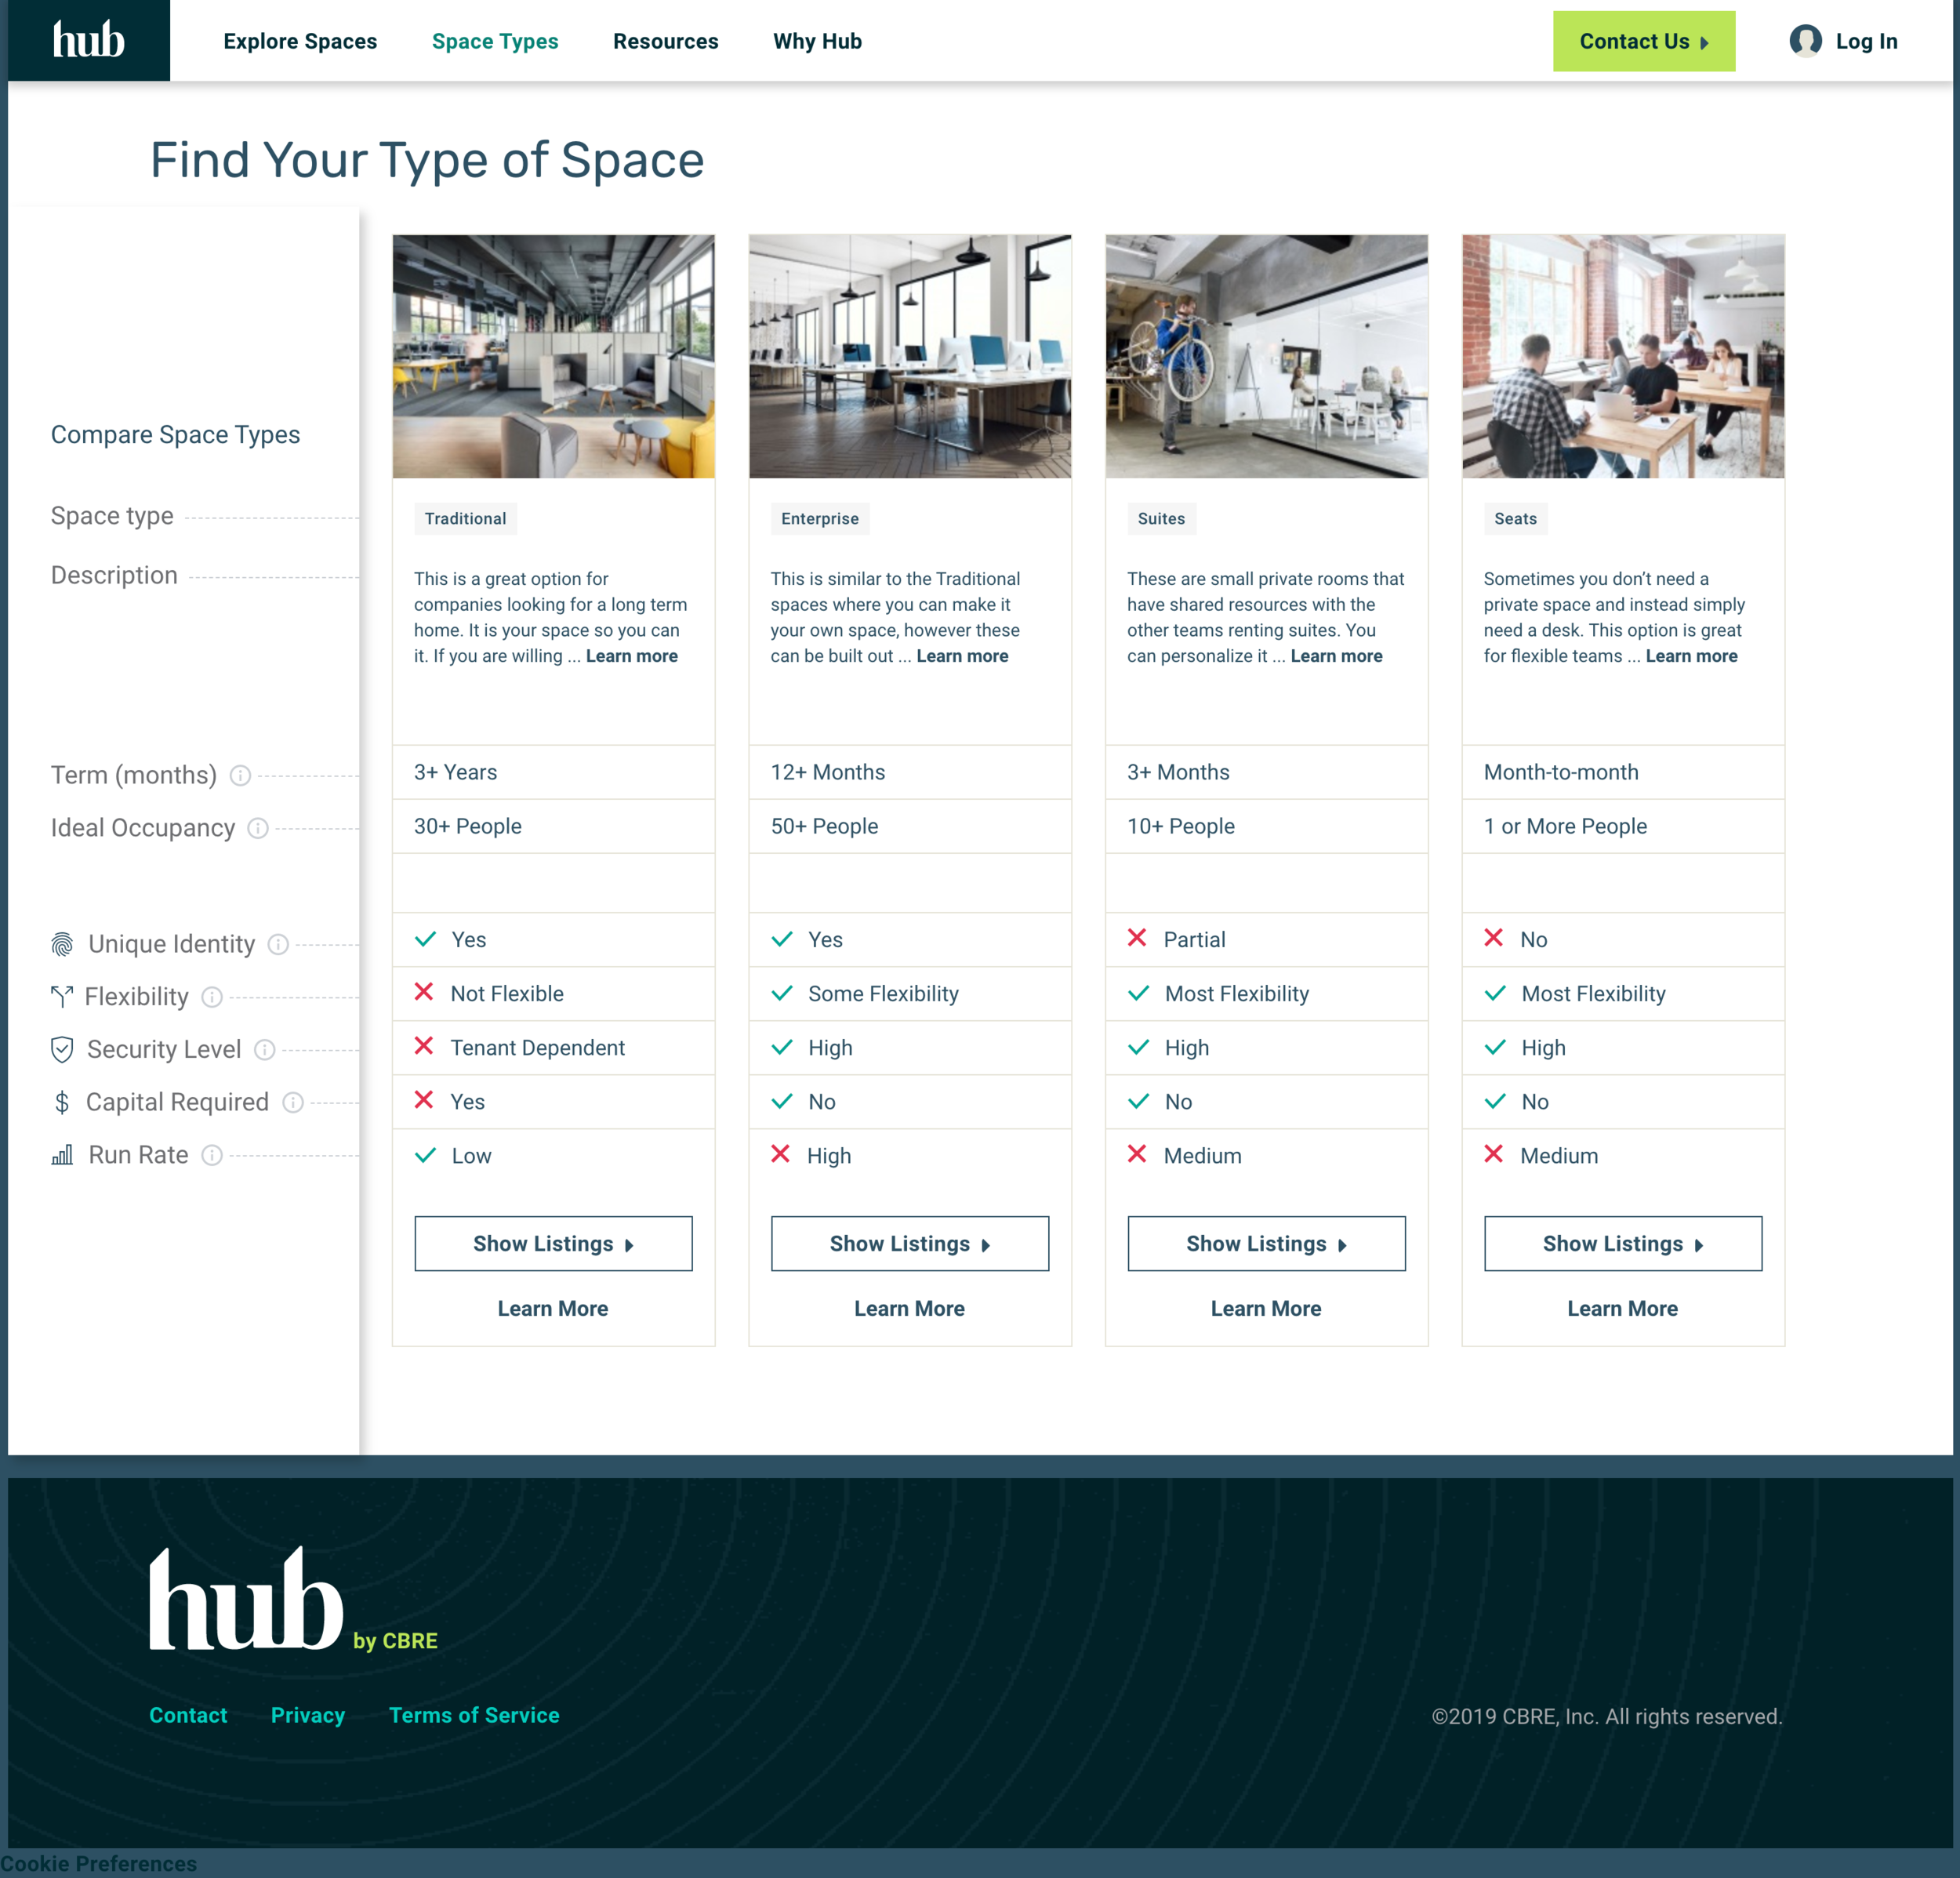 hub
Explore Spaces
Space Types
Resources
Why Hub
Contact Us
Log In
Find Your Type of Space
Compare Space Types
Space type
Description
Term (months)
Ideal Occupancy
Unique Identity
Flexibility
Security Level
Capital Required
Run Rate
Traditional
This is a great option for
companies looking for a long term
home. It is your space so you can
it. If you are willing ... Learn more
3+ Years
30+ People
Yes
Not Flexible
Tenant Dependent
Yes
Low
Show Listings
Learn More
Enterprise
This is similar to the Traditional
spaces where you can make it
your own space, however these
can be built out ... Learn more
12+ Months
50+ People
Yes
Some Flexibility
High
No
High
Show Listings
Learn More
Suites
These are small private rooms that
have shared resources with the
other teams renting suites. You
can personalize it ... Learn more
3+ Months
10+ People
Partial
Most Flexibility
High
No
Medium
Show Listings
Learn More
Seats
Sometimes you don’t need a
private space and instead simply
need a desk. This option is great
for flexible teams ... Learn more
Month-to-month
1 or More People
No
Most Flexibility
High
No
Medium
Show Listings
Learn More
hub by CBRE
Contact
Privacy
Terms of Service
©2019 CBRE, Inc. All rights reserved.
Cookie Preferences